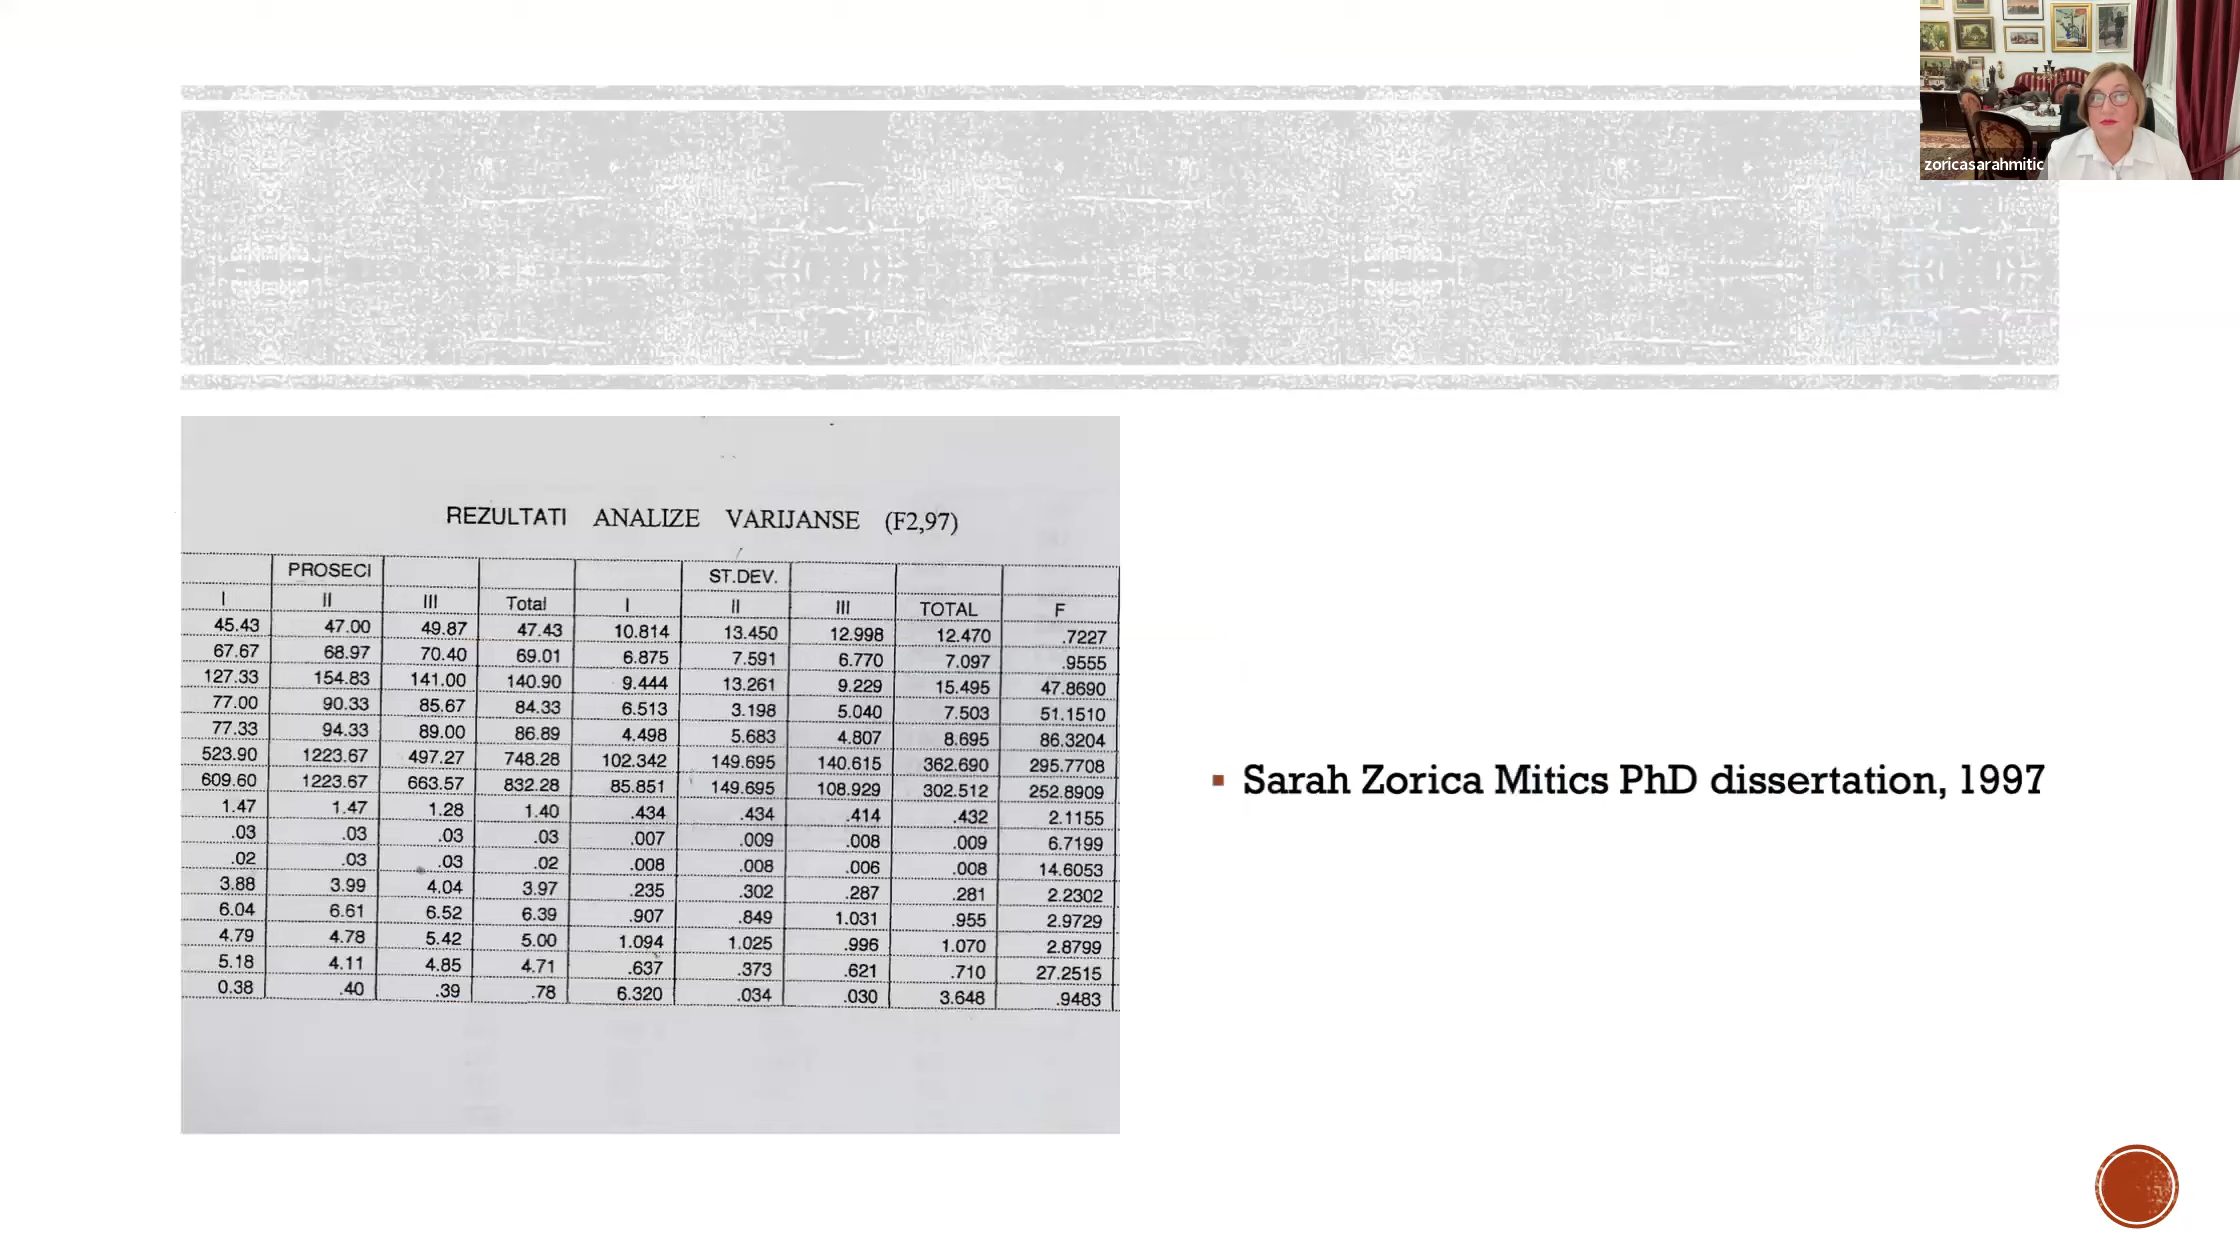 zoricasarahmitic
REZULTATI ANALIZE VARIJANSE (F2,97)
PROSECI ST.DEV.
I II III Total I II III TOTAL F
45.43 47.00 49.87 47.43 10.814 13.450 12.998 12.470 .7227
67.67 68.97 70.40 69.01 6.875 7.591 6.770 7.097 .9555
127.33 154.83 141.00 140.90 9.444 13.261 9.229 15.495 47.8690
77.00 90.33 85.67 84.33 6.513 3.198 5.040 7.503 51.1510
77.33 94.33 89.00 86.89 4.498 5.683 4.807 8.695 86.3204
523.90 1223.67 497.27 748.28 102.342 149.695 140.615 362.690 295.7708
609.60 1223.67 663.57 832.28 85.851 149.695 108.929 302.512 252.8909
1.47 1.47 1.28 1.40 .434 .434 .414 .432 2.1155
.03 .03 .03 .03 .007 .009 .008 .009 6.7199
.02 .03 .03 .02 .008 .008 .006 .008 14.6053
3.88 3.99 4.04 3.97 .235 .302 .287 .281 2.2302
6.04 6.61 6.52 6.39 .907 .849 1.031 .955 2.9729
4.79 4.78 5.42 5.00 1.094 1.025 .996 1.070 2.8799
5.18 4.11 4.85 4.71 .637 .373 .621 .710 27.2515
0.38 .40 .39 .78 6.320 .034 .030 3.648 .9483
Sarah Zorica Mitics PhD dissertation, 1997